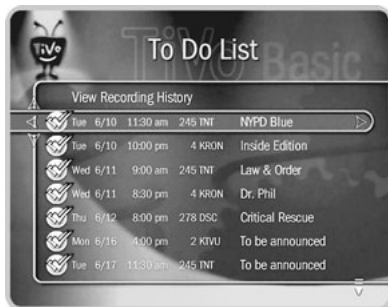 TiVo
To Do List
TiVo Basic
View Recording History
Tue 6/10 11:30 am 245 TNT NYPD Blue
Tue 6/10 10:00 pm 4 KRON Inside Edition
Wed 6/11 9:00 am 245 TNT Law & Order
Wed 6/11 8:30 pm 4 KRON Dr. Phil
Thu 6/12 8:00 pm 278 DSC Critical Rescue
Mon 6/16 4:00 pm 2 KTVU To be announced
Tue 6/17 11:30 am 245 TNT To be announced